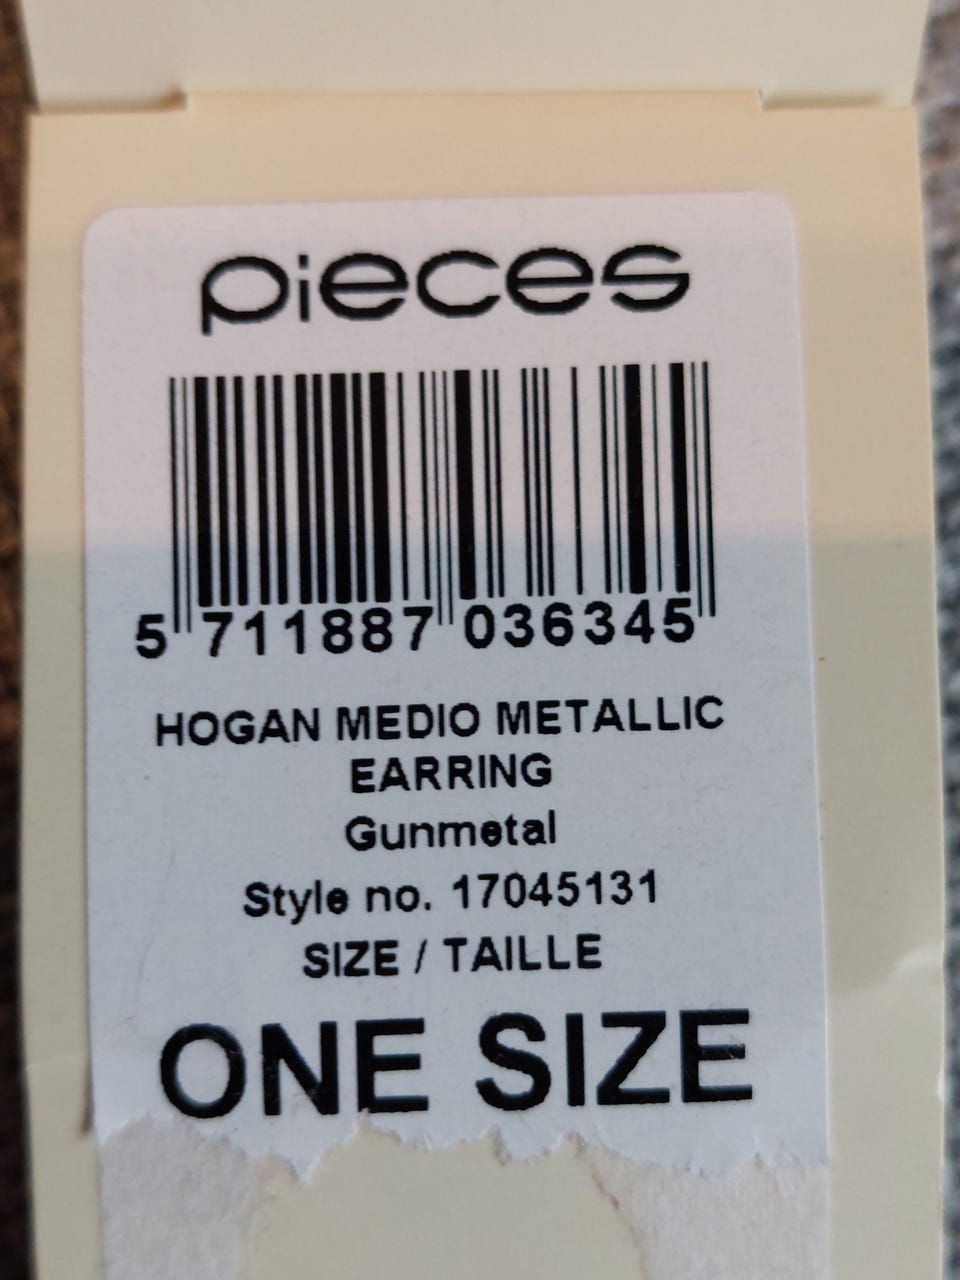 pieces
5 711887 036345
HOGAN MEDIO METALLIC
EARRING
Gunmetal
Style no. 17045131
SIZE / TAILLE
ONE SIZE